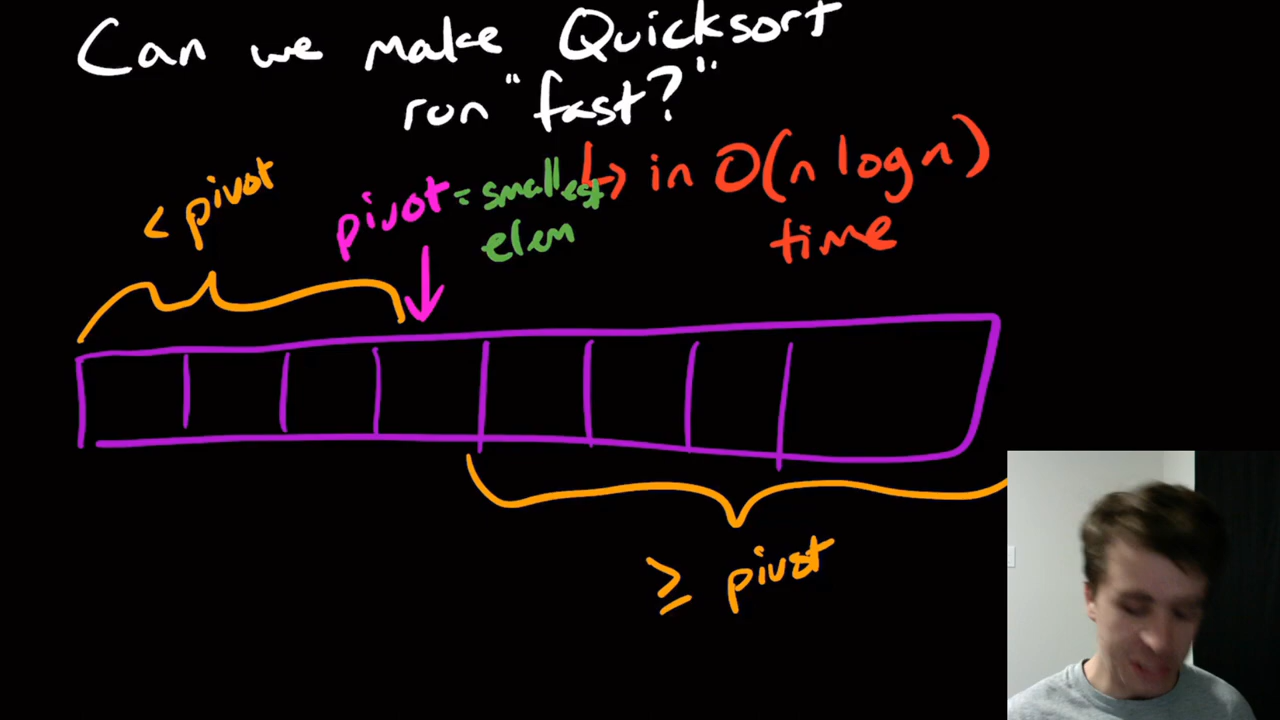 Can we make Quicksort
run "fast?"
↳ in O(n log n)
time
< pivot
pivot = smallest
elem
≥ pivot